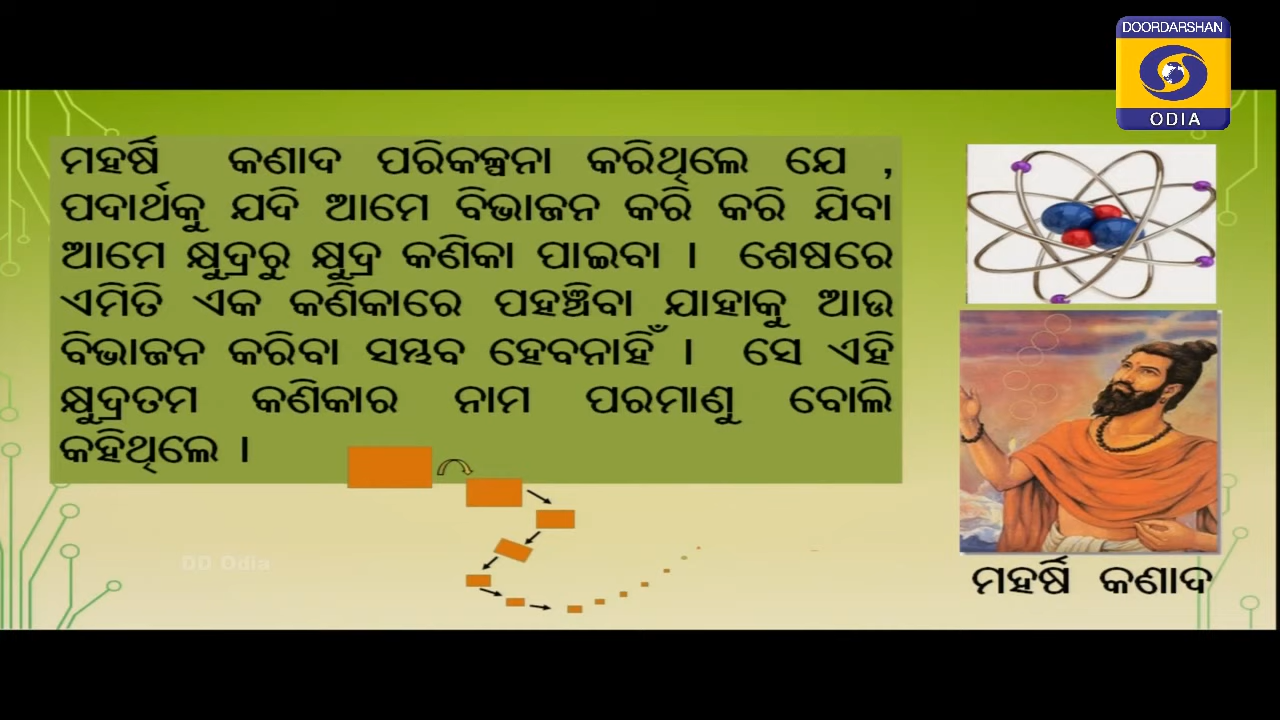 DOORDARSHAN
ODIA
ମହର୍ଷି କଣାଦ ପରିକଳ୍ପନା କରିଥିଲେ ଯେ ,
ପଦାର୍ଥକୁ ଯଦି ଆମେ ବିଭାଜନ କରି କରି ଯିବା
ଆମେ କ୍ଷୁଦ୍ରରୁ କ୍ଷୁଦ୍ର କଣିକା ପାଇବା । ଶେଷରେ
ଏମିତି ଏକ କଣିକାରେ ପହଞ୍ଚିବା ଯାହାକୁ ଆଉ
ବିଭାଜନ କରିବା ସମ୍ଭବ ହେବନାହିଁ । ସେ ଏହି
କ୍ଷୁଦ୍ରତମ କଣିକାର ନାମ ପରମାଣୁ ବୋଲି
କହିଥିଲେ ।
DD Odia
ମହର୍ଷି କଣାଦ